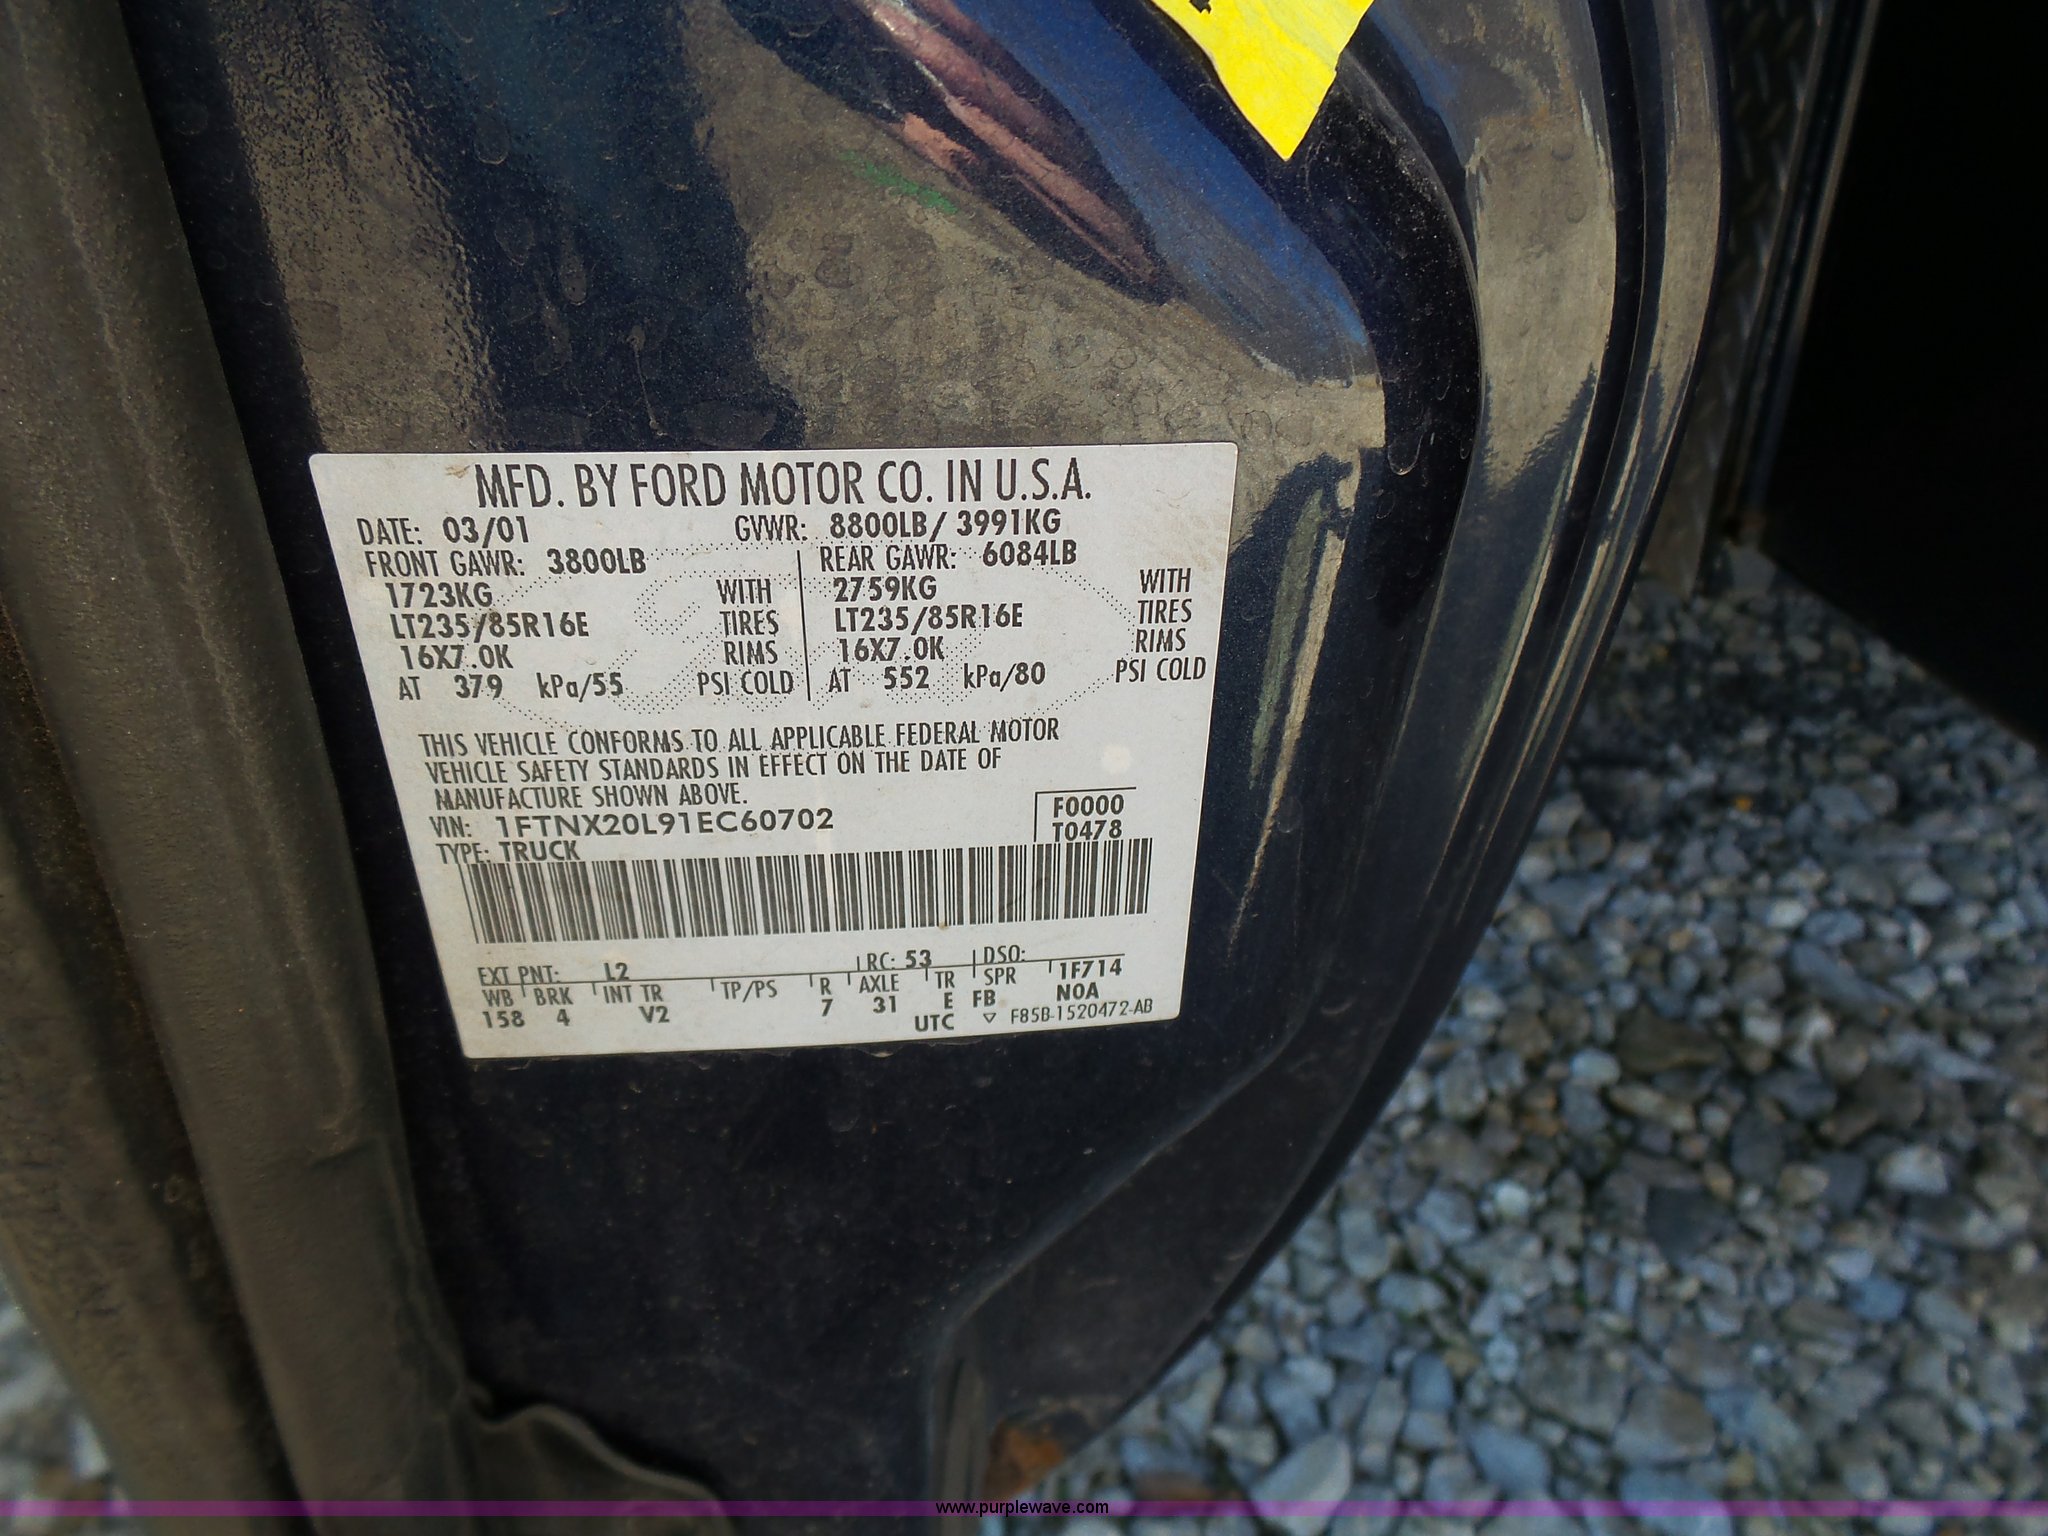 MFD. BY FORD MOTOR CO. IN U.S.A.
DATE: 03/01 GVWR: 8800LB/ 3991KG
FRONT GAWR: 3800LB REAR GAWR: 6084LB
1723KG WITH 2759KG WITH
LT235/85R16E TIRES LT235/85R16E TIRES
16X7.0K RIMS 16X7.0K RIMS
AT 379 kPa/55 PSI COLD AT 552 kPa/80 PSI COLD
THIS VEHICLE CONFORMS TO ALL APPLICABLE FEDERAL MOTOR
VEHICLE SAFETY STANDARDS IN EFFECT ON THE DATE OF
MANUFACTURE SHOWN ABOVE.
VIN: 1FTNX20L91EC60702 F0000
TYPE: TRUCK T0478
EXT PNT: L2 RC: 53 DSO:
WB BRK INT TR TP/PS R AXLE TR SPR 1F714
158 4 V2 7 31 E FB N0A
UTC ▽ F85B-1520472-AB
www.purplewave.com